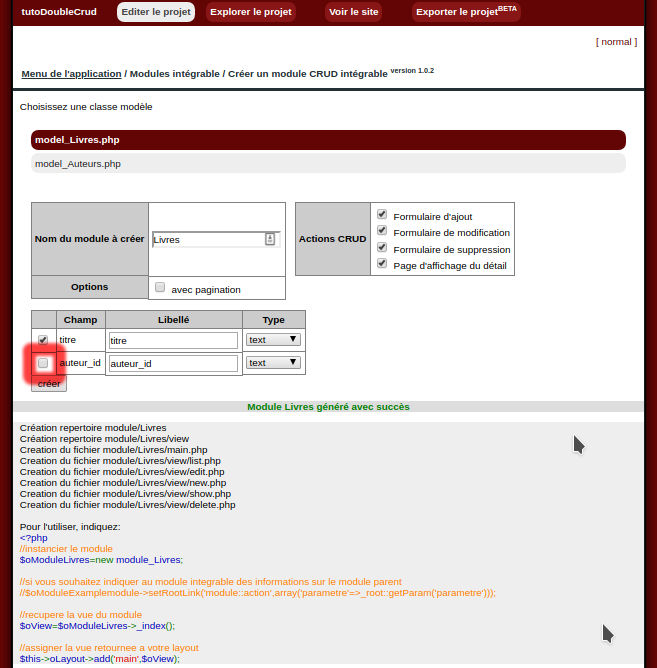 tutoDoubleCrud Editer le projet Explorer le projet Voir le site Exporter le projetBETA
[ normal ]
Menu de l'application / Modules intégrable / Créer un module CRUD intégrable version 1.0.2
Choisissez une classe modèle
model_Livres.php
model_Auteurs.php
Nom du module à créer Livres
Options avec pagination
Actions CRUD
Formulaire d'ajout
Formulaire de modification
Formulaire de suppression
Page d'affichage du détail
Champ Libellé Type
titre titre text
auteur_id auteur_id text
créer
Module Livres généré avec succès
Création repertoire module/Livres
Création repertoire module/Livres/view
Creation du fichier module/Livres/main.php
Creation du fichier module/Livres/view/list.php
Creation du fichier module/Livres/view/edit.php
Creation du fichier module/Livres/view/new.php
Creation du fichier module/Livres/view/show.php
Creation du fichier module/Livres/view/delete.php
Pour l'utiliser, indiquez:
<?php
//instancier le module
$oModuleLivres=new module_Livres;
//si vous souhaitez indiquer au module integrable des informations sur le module parent
//$oModuleExamplemodule->setRootLink('module::action',array('parametre'=>_root::getParam('parametre')));
//recupere la vue du module
$oView=$oModuleLivres->_index();
//assigner la vue retournee a votre layout
$this->oLayout->add('main',$oView);